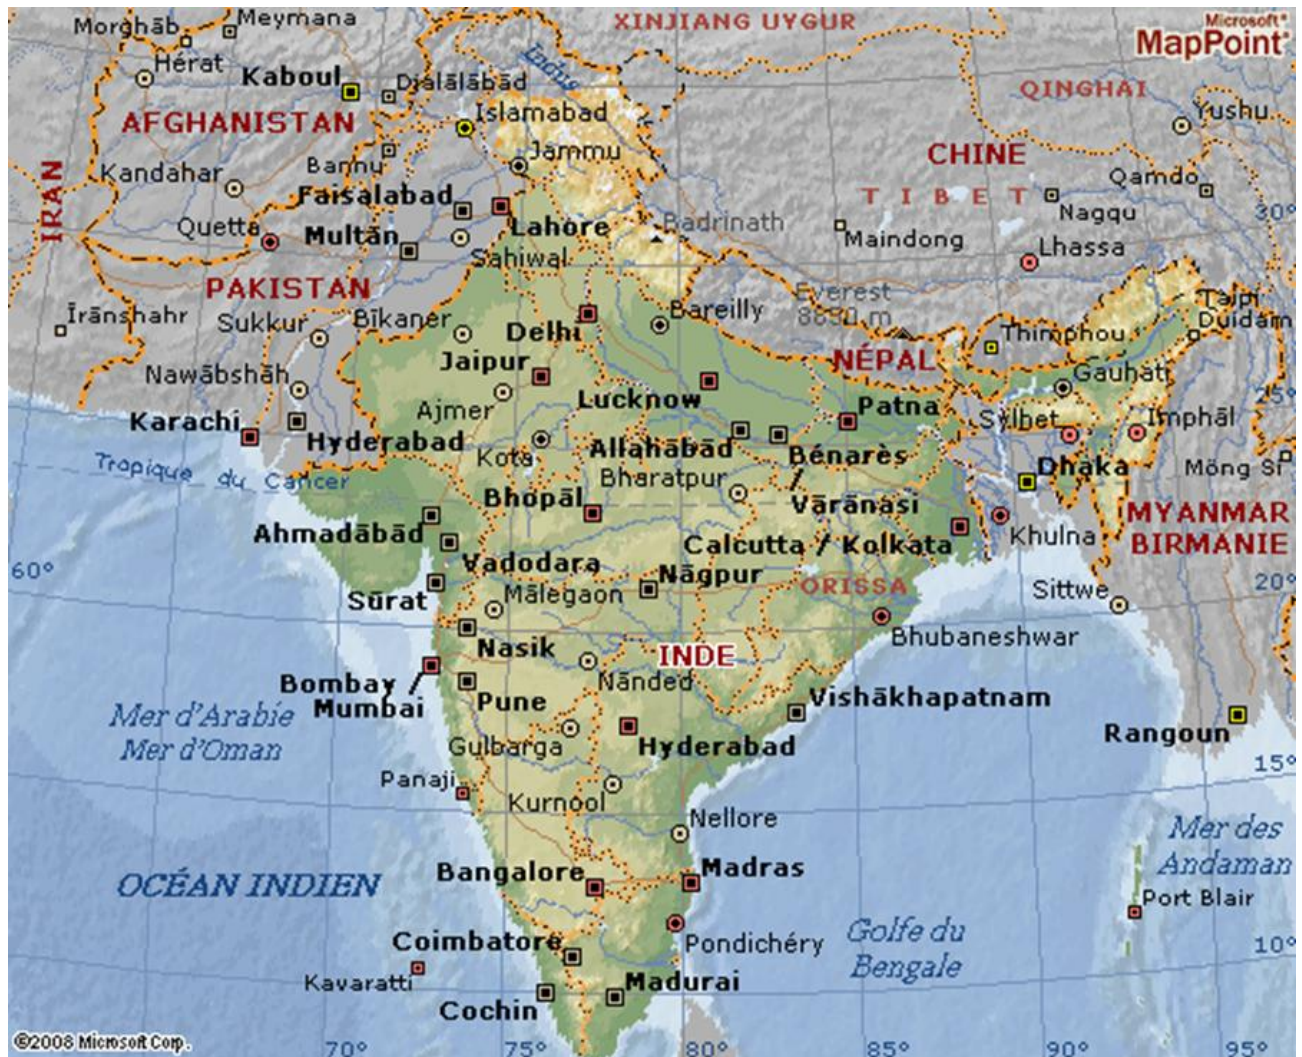 XINJIANG UYGUR
Microsoft®
MapPoint®
Morghāb
Meymana
Hérat
Kaboul
Djalālābād
Indus
QINGHAI
Islamabad
Yushu
AFGHANISTAN
Bannu
Jammu
CHINE
Kandahar
Faisalabad
TIBET
Qamdo
Nagqu
IRAN
Quetta
Multān
Lahore
Badrinath
Maindong
30°
Lhassa
Sahiwal
PAKISTAN
Īrānshahr
Sukkur
Bīkaner
Delhi
Bareilly
Everest
8850 m
Thimphou
Taipi
Duidam
Jaipur
NÉPAL
Nawābshāh
Gauhati
Ajmer
Lucknow
Patna
25°
Karachi
Hyderabad
Sylhet
Imphāl
Kota
Allahābād
Bénarès
Dhaka
Möng Si
Tropique du Cancer
Bharatpur
Bhopāl
Vārānasi
MYANMAR
BIRMANIE
Ahmadābād
Calcutta / Kolkata
Khulna
Vadodara
Nāgpur
60°
ORISSA
20°
Sūrat
Mālegaon
Sittwe
Bhubaneshwar
Nasik
INDE
Bombay
Mumbai
Pune
Nānded
Vishākhapatnam
Mer d'Arabie
Mer d'Oman
Gulbarga
Hyderabad
Rangoun
Panaji
Kurnool
15°
Nellore
Mer des
Andaman
Bangalore
Madras
OCÉAN INDIEN
Port Blair
Coimbatore
Pondichéry
Golfe du
Bengale
10°
Kavaratti
Madurai
Cochin
©2008 Microsoft Corp.
70°
75°
80°
85°
90°
95°